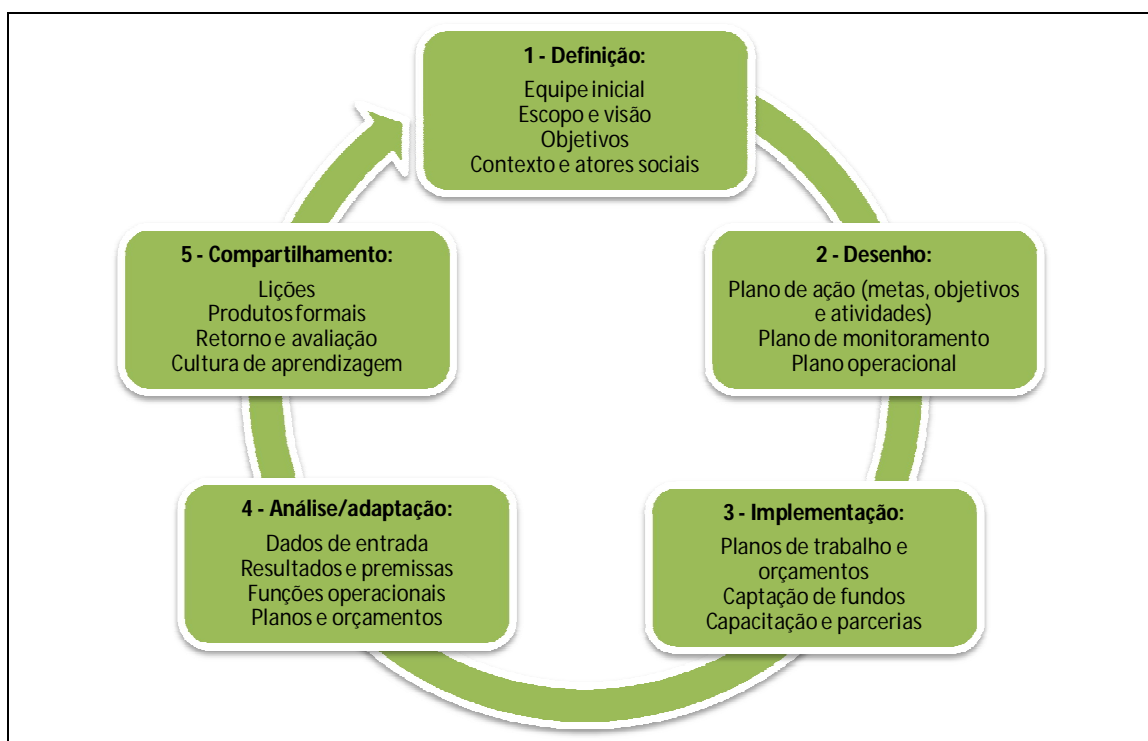 1 - Definição:
Equipe inicial
Escopo e visão
Objetivos
Contexto e atores sociais
2 - Desenho:
Plano de ação (metas, objetivos
e atividades)
Plano de monitoramento
Plano operacional
3 - Implementação:
Planos de trabalho e
orçamentos
Captação de fundos
Capacitação e parcerias
4 - Análise/adaptação:
Dados de entrada
Resultados e premissas
Funções operacionais
Planos e orçamentos
5 - Compartilhamento:
Lições
Produtos formais
Retorno e avaliação
Cultura de aprendizagem